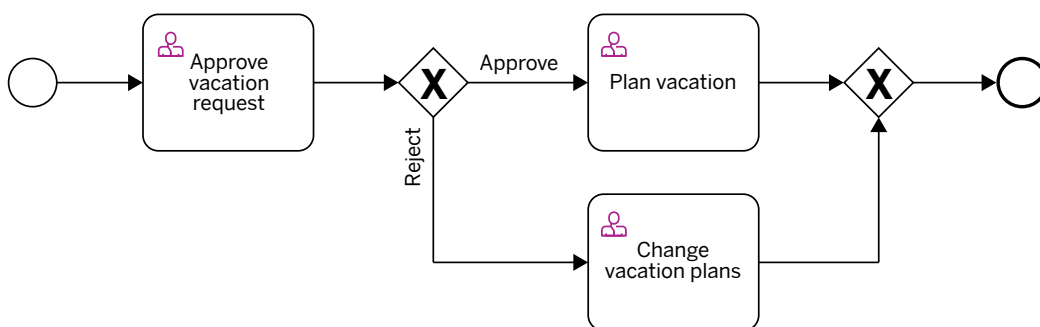 Approve
vacation
request
Approve
Plan vacation
Reject
Change
vacation plans